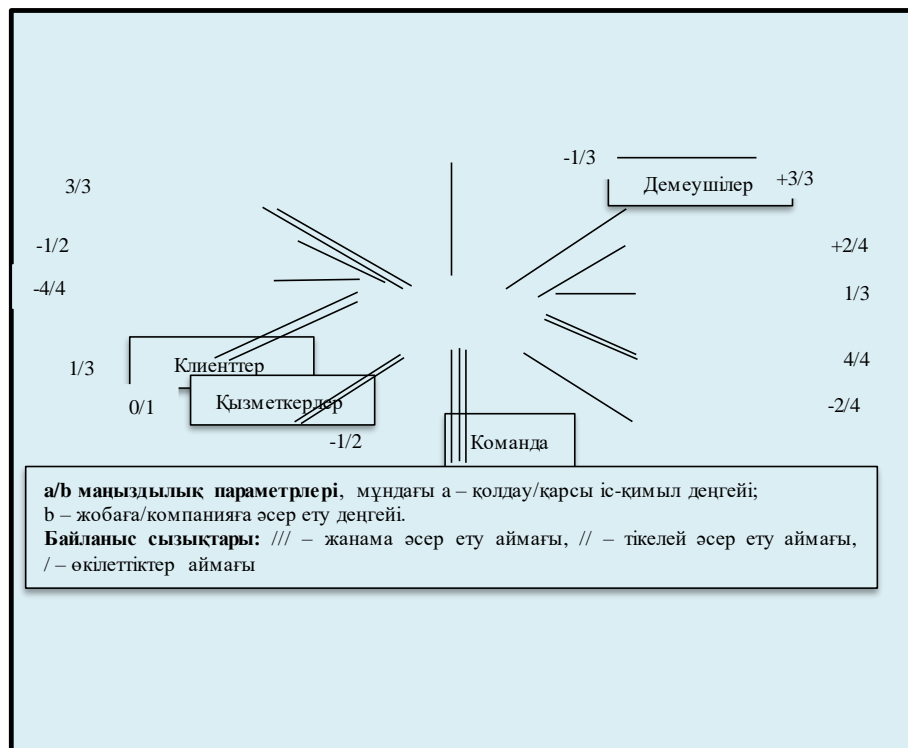 -1/3
Демеушілер
+3/3
3/3
-1/2
+2/4
-4/4
1/3
Клиенттер
1/3
4/4
Қызметкерлер
0/1
-2/4
-1/2
Команда
a/b маңыздылық параметрлері, мұндағы a – қолдау/қарсы іс-қимыл деңгейі;
b – жобаға/компанияға әсер ету деңгейі.
Байланыс сызықтары: /// – жанама әсер ету аймағы, // – тікелей әсер ету аймағы,
/ – өкілеттіктер аймағы